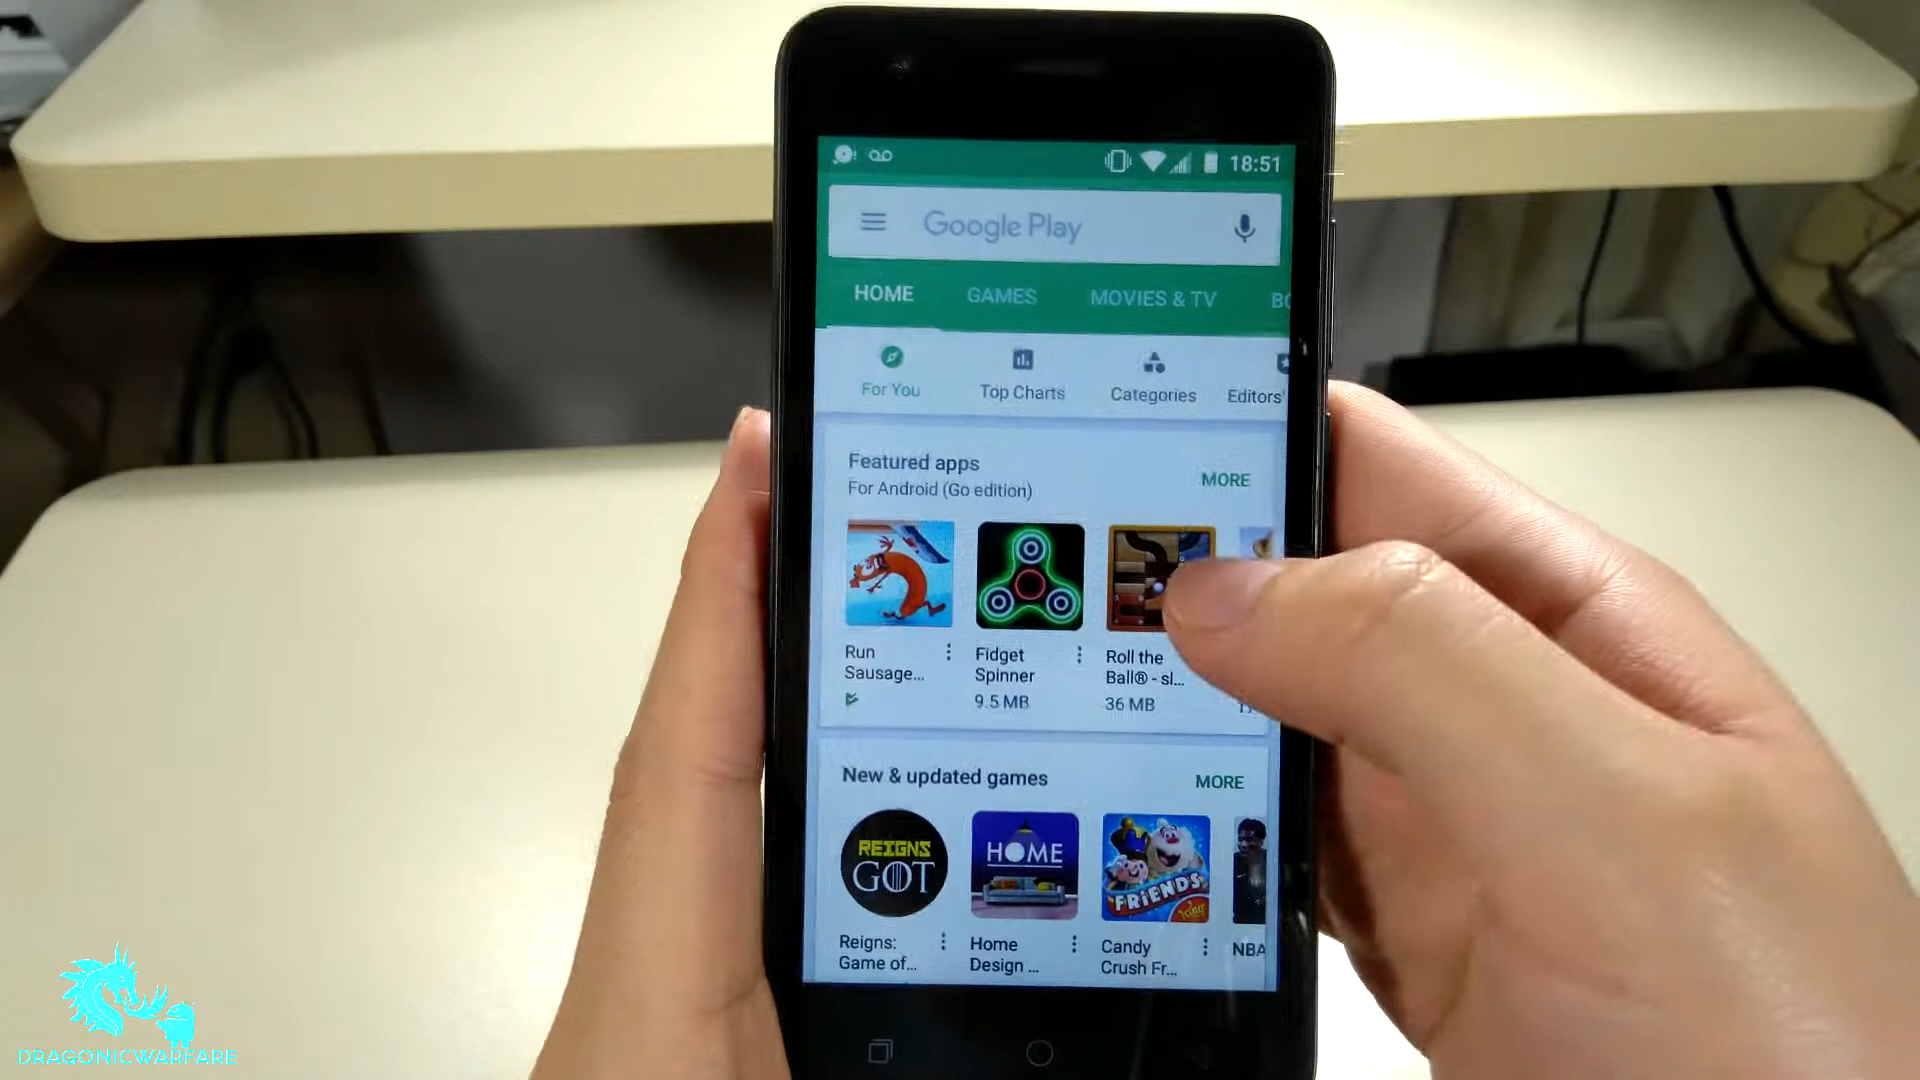 18:51
Google Play
HOME GAMES MOVIES & TV BO
For You Top Charts Categories Editors'
Featured apps
MORE
For Android (Go edition)
Run
Sausage...
Fidget
Spinner
9.5 MB
Roll the
Ball® - sl...
36 MB
New & updated games
MORE
REIGNS
GOT
HOME
FRiENDS
King
Reigns:
Game of...
Home
Design ...
Candy
Crush Fr...
NBA
DRAGONICWARFARE